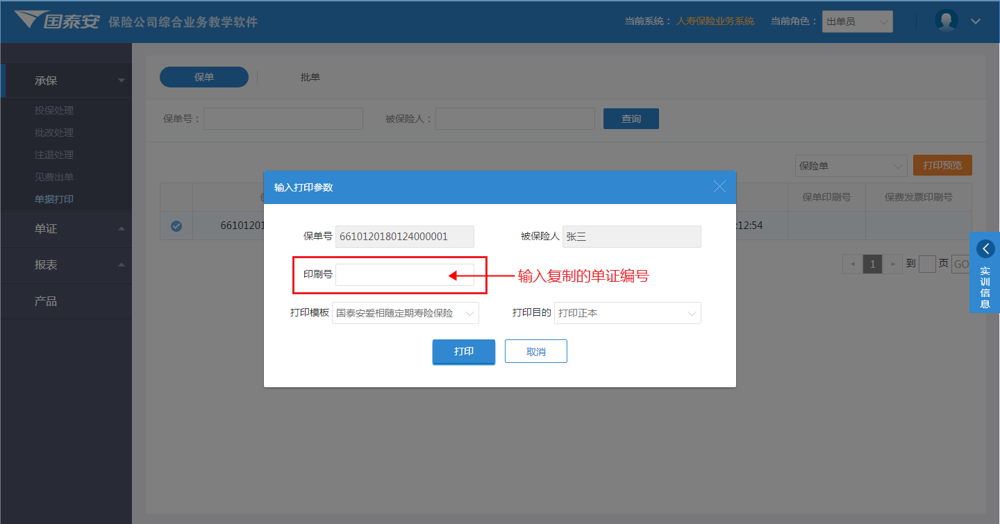 国泰安 保险公司综合业务教学软件
当前系统： 人寿保险业务系统 当前角色： 出单员
承保
投保处理
批改处理
注退处理
见费出单
单据打印
单证
报表
产品
保单 批单
保单号： 被保险人： 查询
保险单 打印预览
保单印刷号 保费发票印刷号
66101201 :12:54
1 到 页 GO
实训信息
输入打印参数
保单号 6610120180124000001 被保险人 张三
印刷号 输入复制的单证编号
打印模板 国泰安爱相随定期寿险保险 打印目的 打印正本
打印 取消